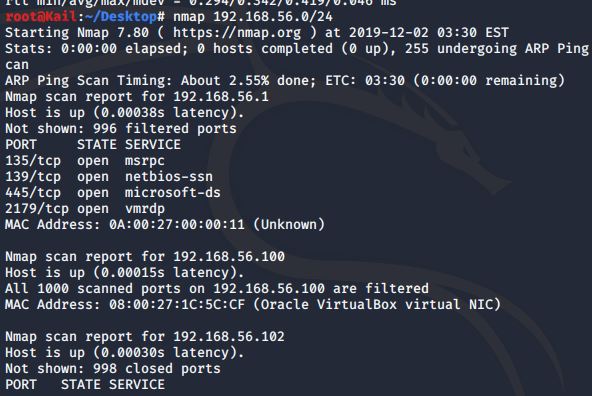 rtt min/avg/max/mdev = 0.294/0.342/0.419/0.046 ms
root@Kail:~/Desktop# nmap 192.168.56.0/24
Starting Nmap 7.80 ( https://nmap.org ) at 2019-12-02 03:30 EST
Stats: 0:00:00 elapsed; 0 hosts completed (0 up), 255 undergoing ARP Ping
can
ARP Ping Scan Timing: About 2.55% done; ETC: 03:30 (0:00:00 remaining)
Nmap scan report for 192.168.56.1
Host is up (0.00038s latency).
Not shown: 996 filtered ports
PORT     STATE SERVICE
135/tcp  open  msrpc
139/tcp  open  netbios-ssn
445/tcp  open  microsoft-ds
2179/tcp open  vmrdp
MAC Address: 0A:00:27:00:00:11 (Unknown)

Nmap scan report for 192.168.56.100
Host is up (0.00015s latency).
All 1000 scanned ports on 192.168.56.100 are filtered
MAC Address: 08:00:27:1C:5C:CF (Oracle VirtualBox virtual NIC)

Nmap scan report for 192.168.56.102
Host is up (0.00030s latency).
Not shown: 998 closed ports
PORT   STATE SERVICE